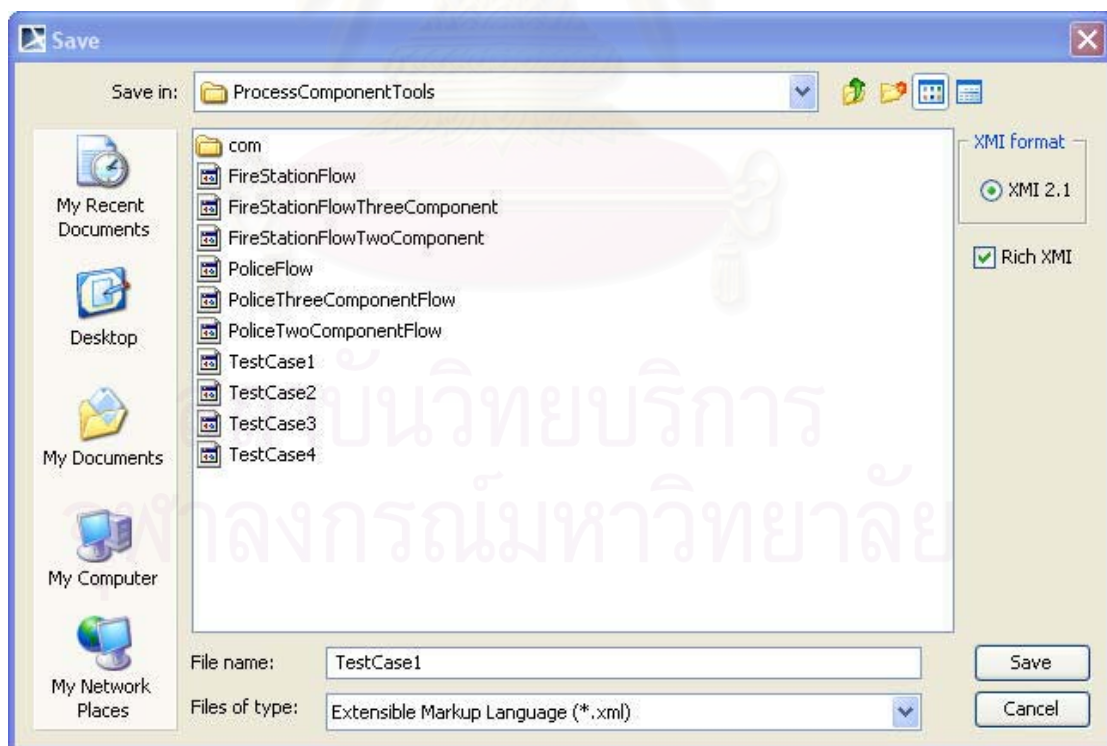 Save
Save in:
ProcessComponentTools
My Recent
Documents
Desktop
My Documents
My Computer
My Network
Places
com
FireStationFlow
FireStationFlowThreeComponent
FireStationFlowTwoComponent
PoliceFlow
PoliceThreeComponentFlow
PoliceTwoComponentFlow
TestCase1
TestCase2
TestCase3
TestCase4
XMI format
XMI 2.1
Rich XMI
สถาบันวิทยบริการ
จุฬาลงกรณ์มหาวิทยาลัย
File name:
TestCase1
Save
Files of type:
Extensible Markup Language (*.xml)
Cancel